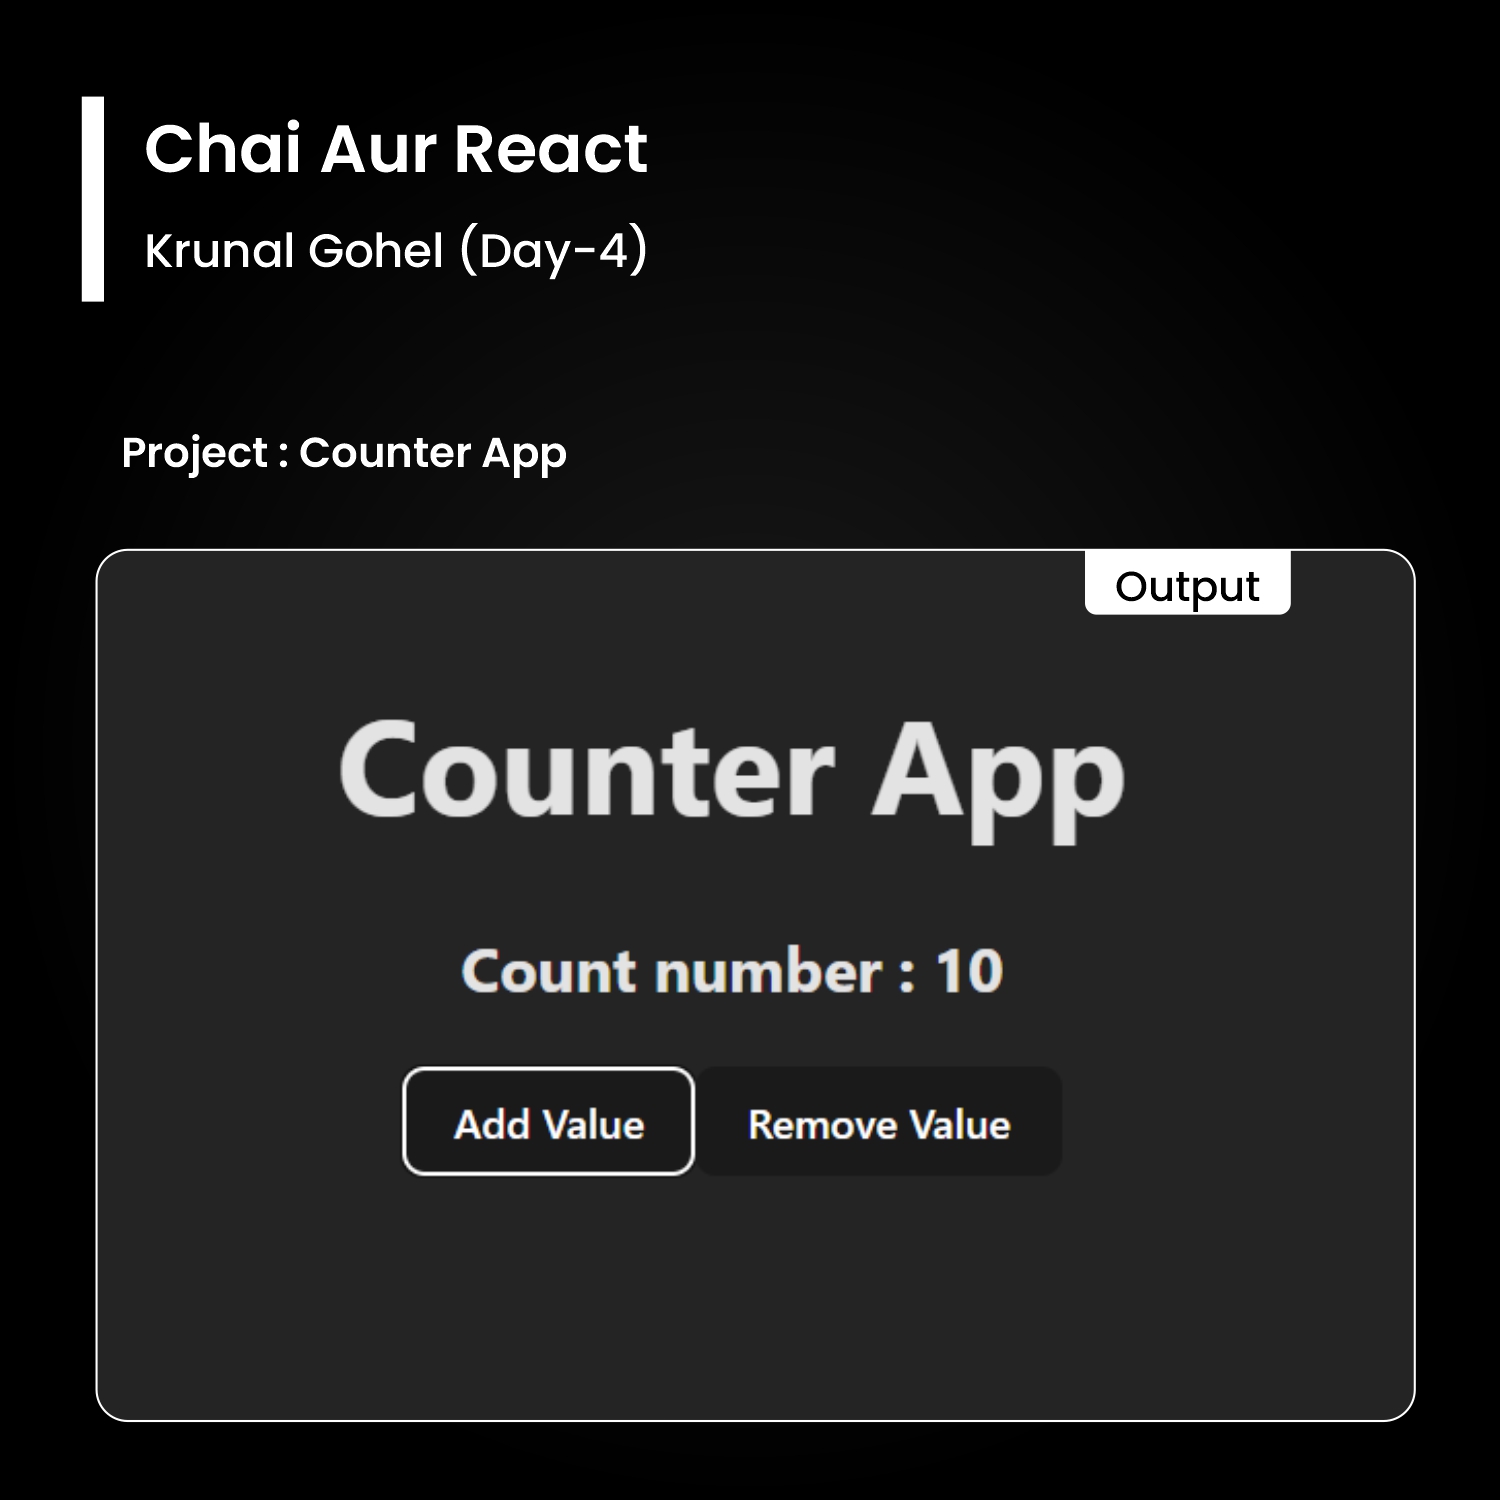 Chai Aur React
Krunal Gohel (Day-4)
Project : Counter App
Output
Counter App
Count number : 10
Add Value
Remove Value